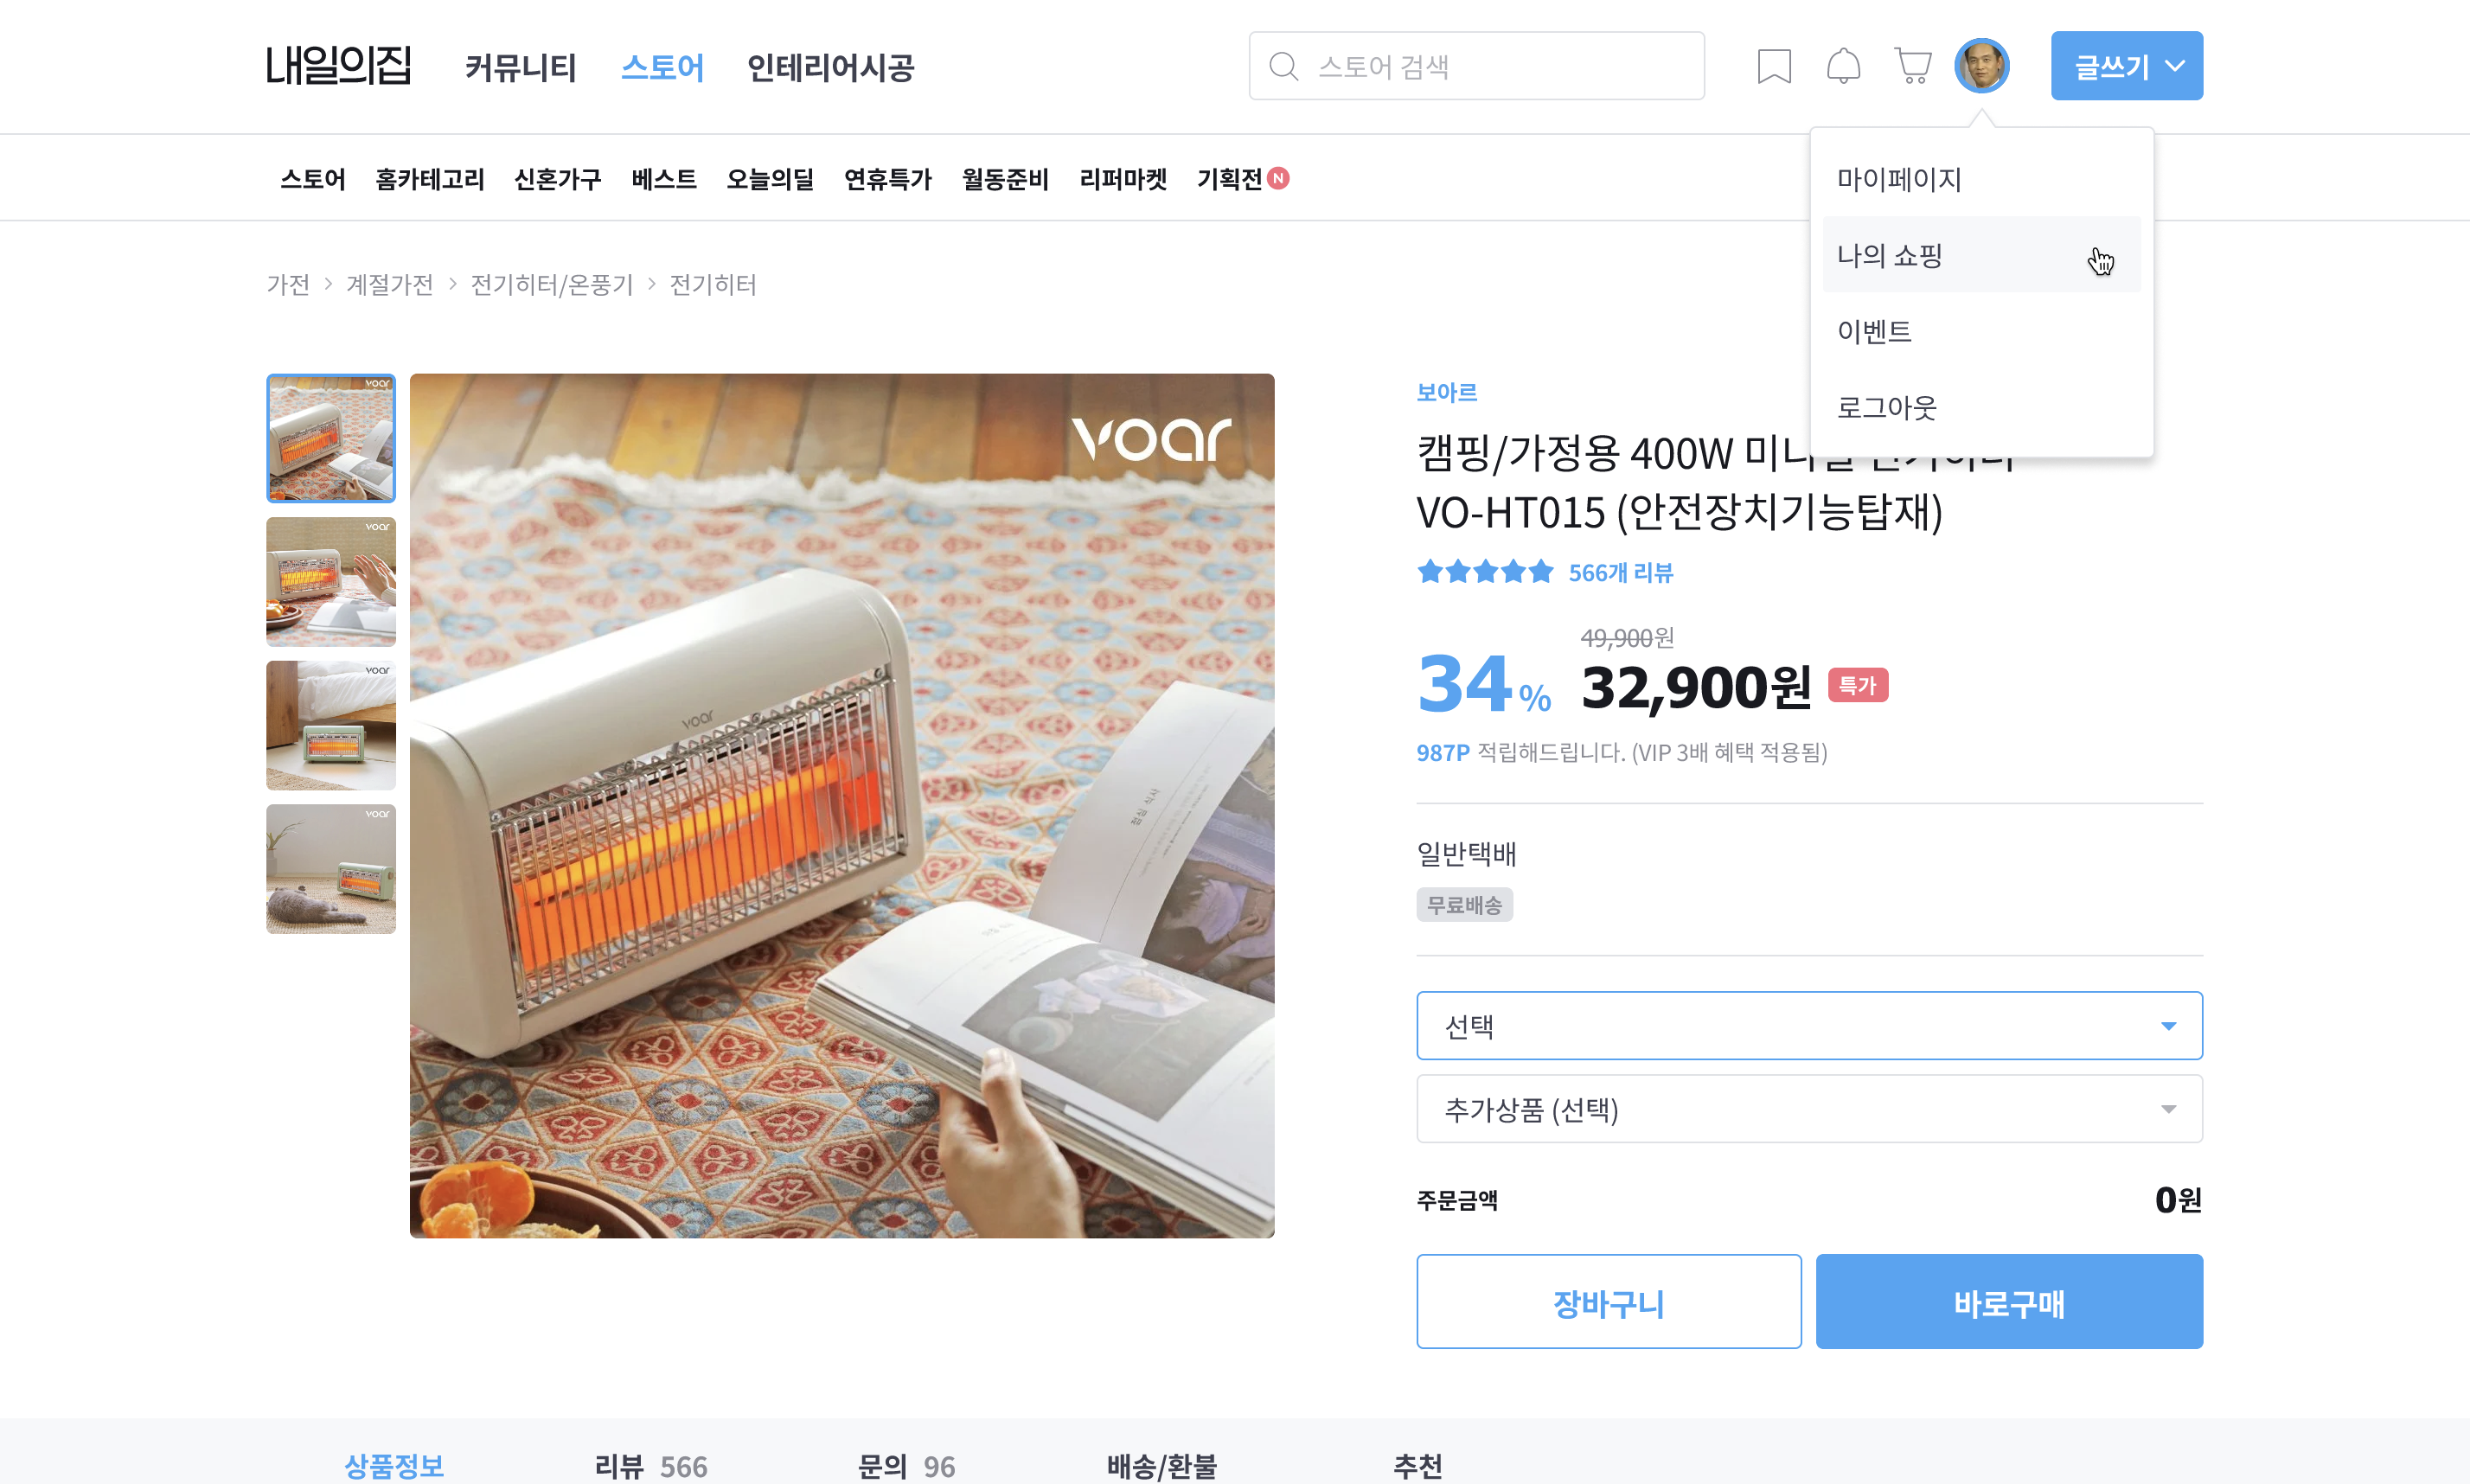 내일의집 커뮤니티 스토어 인테리어시공 스토어 검색 글쓰기
스토어 홈카테고리 신혼가구 베스트 오늘의딜 연휴특가 월동준비 리퍼마켓 기획전 N
마이페이지
나의 쇼핑
이벤트
로그아웃
가전 > 계절가전 > 전기히터/온풍기 > 전기히터
voar
voar
voar
voar
voar
voar
점심 식사
보아르
캠핑/가정용 400W
VO-HT015 (안전장치기능탑재)
566개 리뷰
49,900원
34 % 32,900원 특가
987P 적립해드립니다. (VIP 3배 혜택 적용됨)
일반택배
무료배송
선택
추가상품 (선택)
주문금액 0원
장바구니 바로구매
상품정보 리뷰 566 문의 96 배송/환불 추천